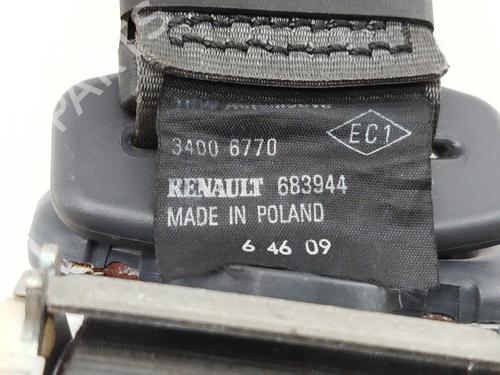 EC1
3400 6770
RENAULT 683944
MADE IN POLAND
6 46 09